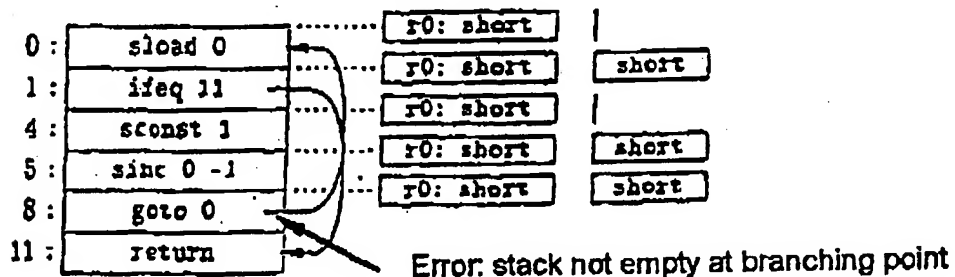 r0: short
0: sload 0
r0: short short
1: ifeq 11
r0: short
4: sconst 1
r0: short short
5: sinc 0 -1
r0: short short
8: goto 0
11: return
Error: stack not empty at branching point